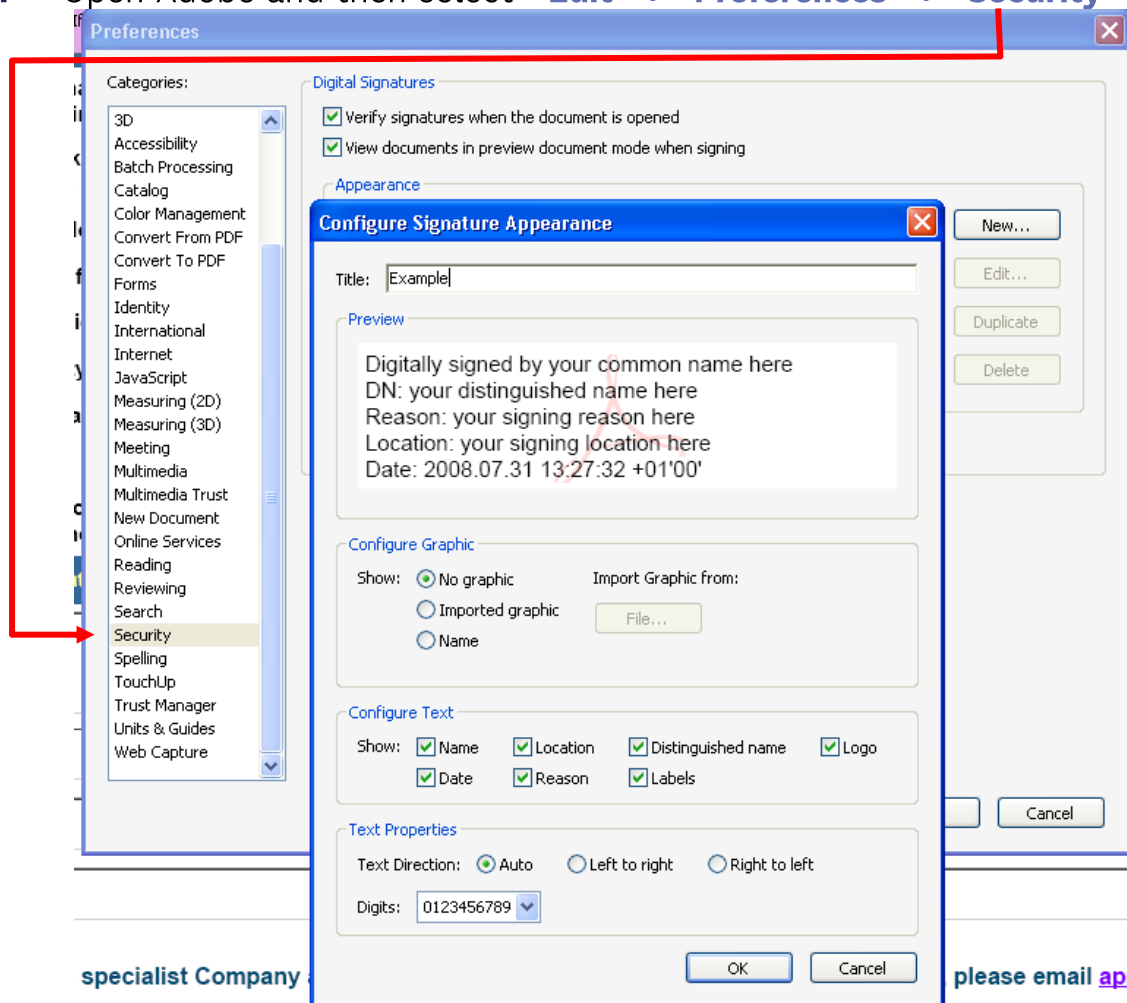 Open Adobe and then select
Preferences
Categories:
3D
Accessibility
Batch Processing
Catalog
Color Management
Convert From PDF
Convert To PDF
Forms
Identity
International
Internet
JavaScript
Measuring (2D)
Measuring (3D)
Meeting
Multimedia
Multimedia Trust
New Document
Online Services
Reading
Reviewing
Search
Security
Spelling
TouchUp
Trust Manager
Units & Guides
Web Capture
Digital Signatures
Verify signatures when the document is opened
View documents in preview document mode when signing
Appearance
New...
Edit...
Duplicate
Delete
Configure Signature Appearance
Title: Example
Preview
Digitally signed by your common name here
DN: your distinguished name here
Reason: your signing reason here
Location: your signing location here
Date: 2008.07.31 13:27:32 +01'00'
Configure Graphic
Show: No graphic Import Graphic from:
Imported graphic File...
Name
Configure Text
Show: Name Location Distinguished name Logo
Date Reason Labels
Text Properties
Text Direction: Auto Left to right Right to left
Digits: 0123456789
OK Cancel
Cancel
specialist Company
please email